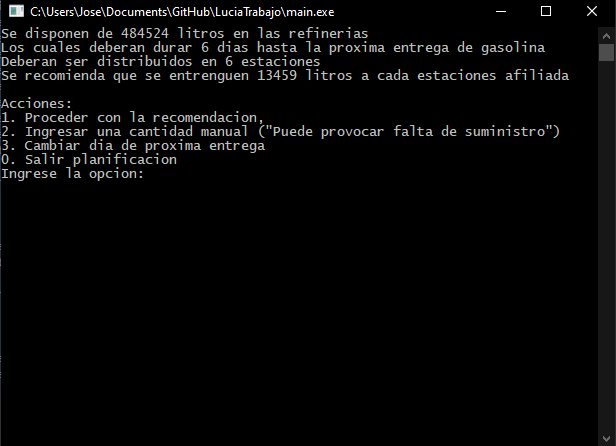 C:\Users\Jose\Documents\GitHub\LuciaTrabajo\main.exe
Se disponen de 484524 litros en las refinerias
Los cuales deberan durar 6 dias hasta la proxima entrega de gasolina
Deberan ser distribuidos en 6 estaciones
Se recomienda que se entrenguen 13459 litros a cada estaciones afiliada
Acciones:
1. Proceder con la recomendacion,
2. Ingresar una cantidad manual ("Puede provocar falta de suministro")
3. Cambiar dia de proxima entrega
0. Salir planificacion
Ingrese la opcion: